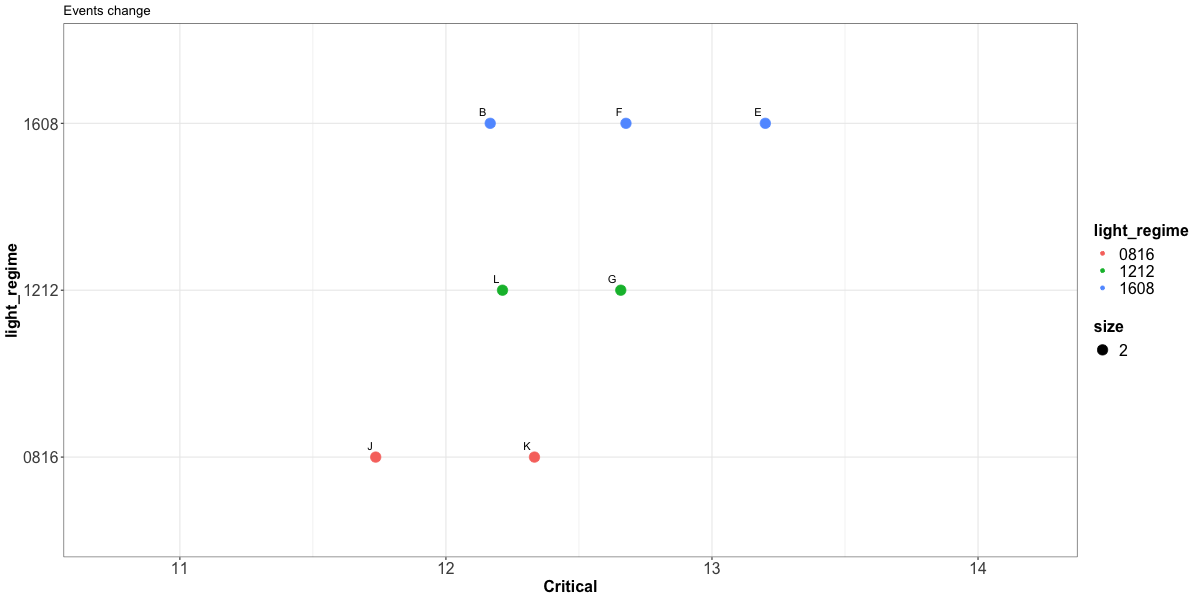 Events change
1608
1212
0816
light_regime
B
F
E
L
G
J
K
11
12
13
14
Critical
light_regime
0816
1212
1608
size
2